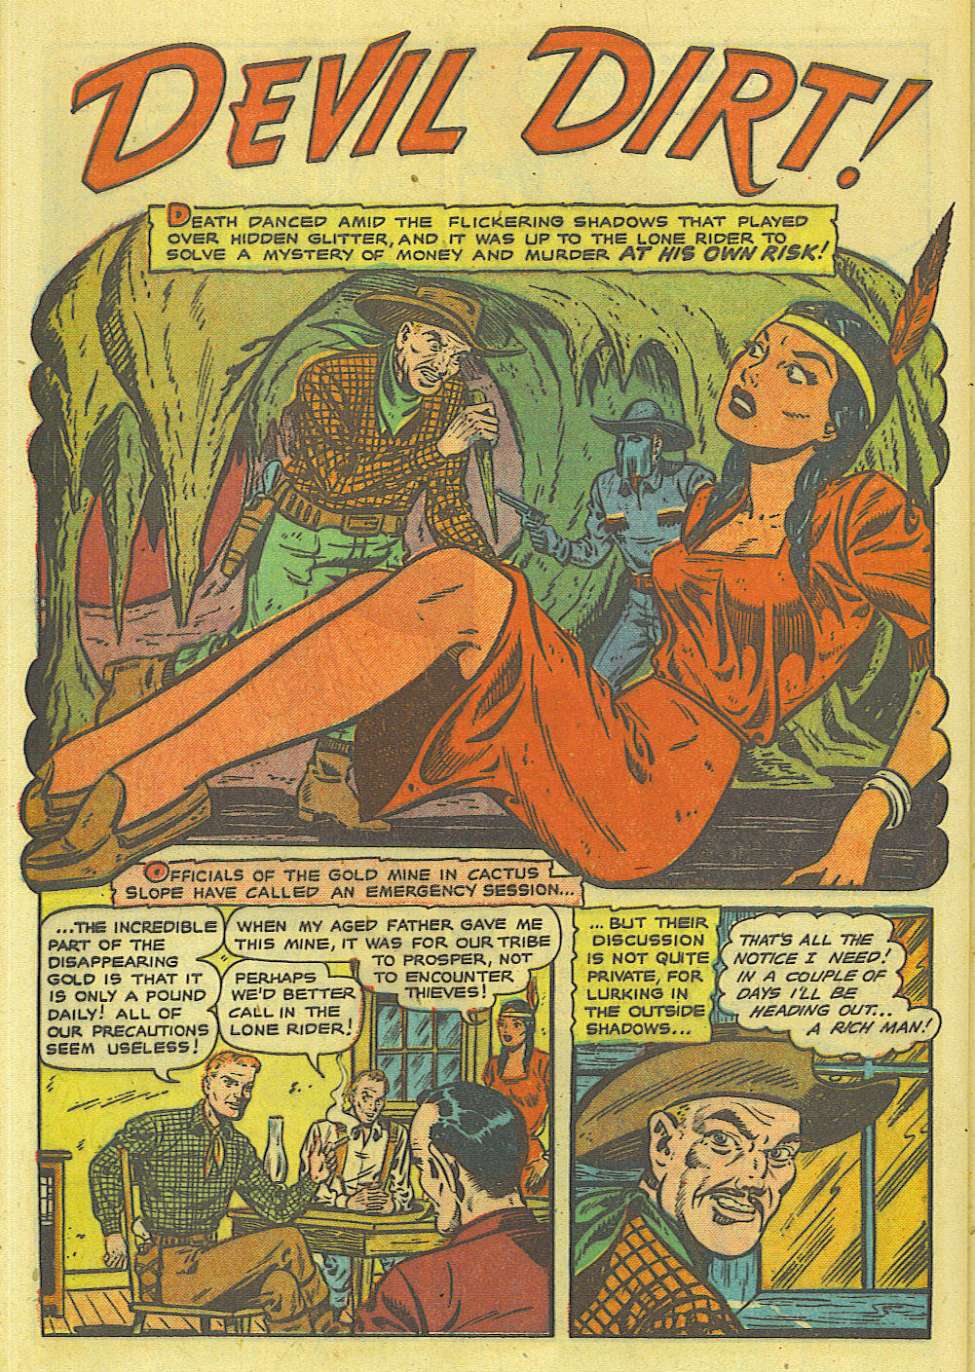 DEVIL DIRT!
DEATH DANCED AMID THE FLICKERING SHADOWS THAT PLAYED
OVER HIDDEN GLITTER, AND IT WAS UP TO THE LONE RIDER TO
SOLVE A MYSTERY OF MONEY AND MURDER AT HIS OWN RISK!
OFFICIALS OF THE GOLD MINE IN CACTUS
SLOPE HAVE CALLED AN EMERGENCY SESSION...
...THE INCREDIBLE
PART OF THE
DISAPPEARING
GOLD IS THAT IT
IS ONLY A POUND
DAILY! ALL OF
OUR PRECAUTIONS
SEEM USELESS!
WHEN MY AGED FATHER GAVE ME
THIS MINE, IT WAS FOR OUR TRIBE
TO PROSPER, NOT
TO ENCOUNTER
THIEVES!
PERHAPS
WE'D BETTER
CALL IN THE
LONE RIDER!
... BUT THEIR
DISCUSSION
IS NOT QUITE
PRIVATE, FOR
LURKING IN
THE OUTSIDE
SHADOWS...
THAT'S ALL THE
NOTICE I NEED!
IN A COUPLE OF
DAYS I'LL BE
HEADING OUT...
A RICH MAN!